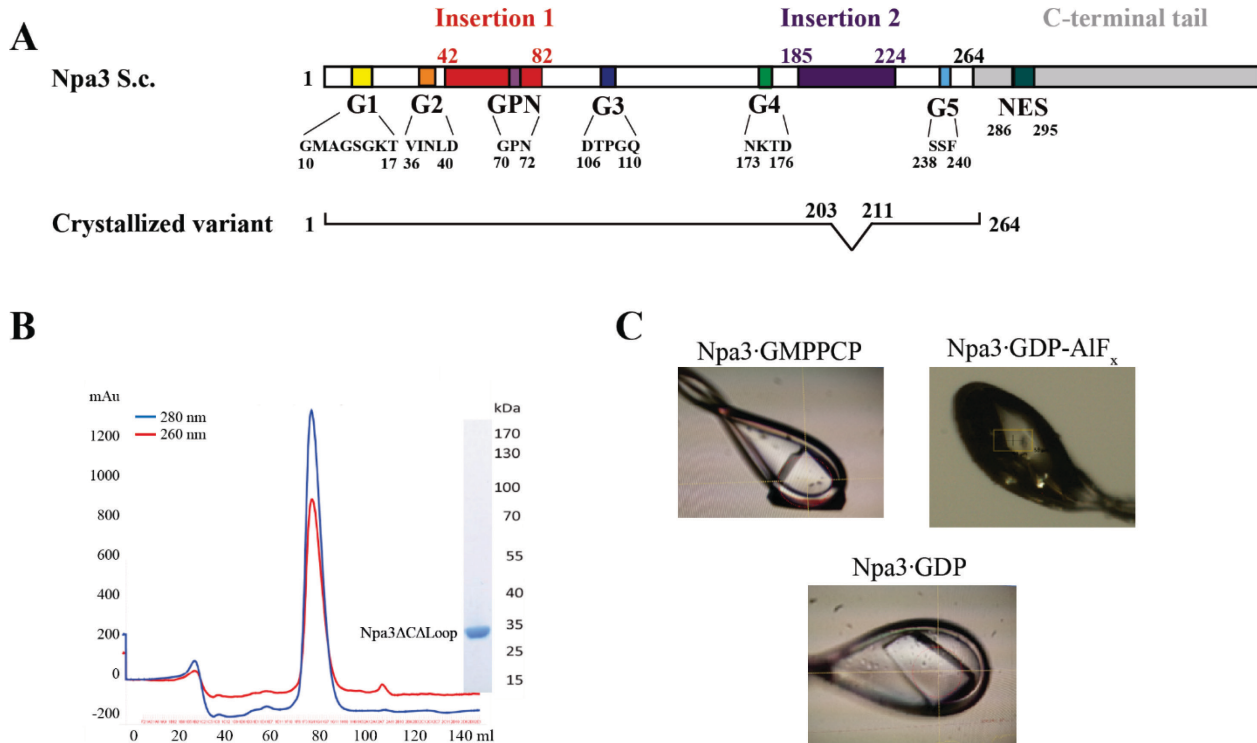 A
Insertion 1
Insertion 2
C-terminal tail
42 82 185 224 264
Npa3 S.c. 1
G1 G2 GPN G3 G4 G5 NES
286 295
GMAGSGKT VINLD GPN DTPGQ NKTD SSF
10 17 36 40 70 72 106 110 173 176 238 240
Crystallized variant 1 203 211 264
B
mAu
280 nm
260 nm
1200
1000
800
600
400
200
0
-200
0 20 40 60 80 100 120 140 ml
kDa
170
130
100
70
55
40
35
25
15
Npa3ΔCΔLoop
C
Npa3·GMPPCP
Npa3·GDP-AlFx
Npa3·GDP